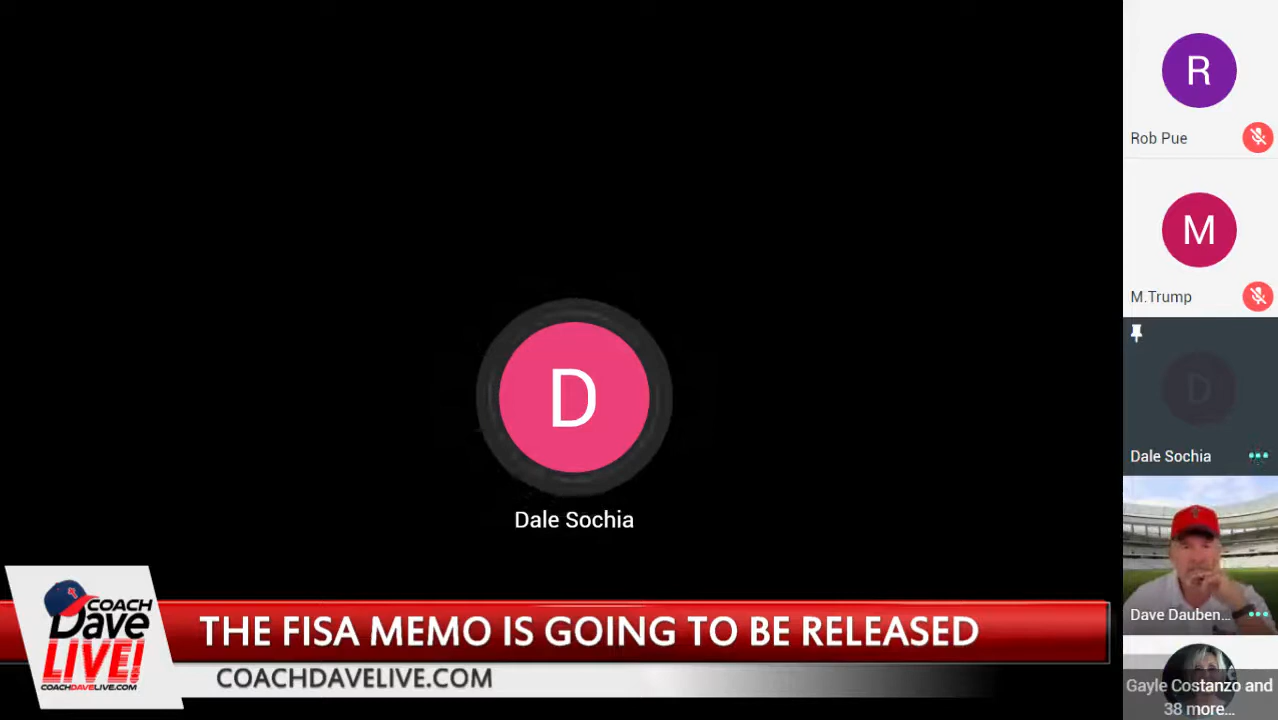 R
Rob Pue
M
M.Trump
D
Dale Sochia
D
Dale Sochia
Dave Dauben...
Gayle Costanzo and
38 more...
COACH
Dave
LIVE!
COACHDAVELIVE.COM
THE FISA MEMO IS GOING TO BE RELEASED
COACHDAVELIVE.COM